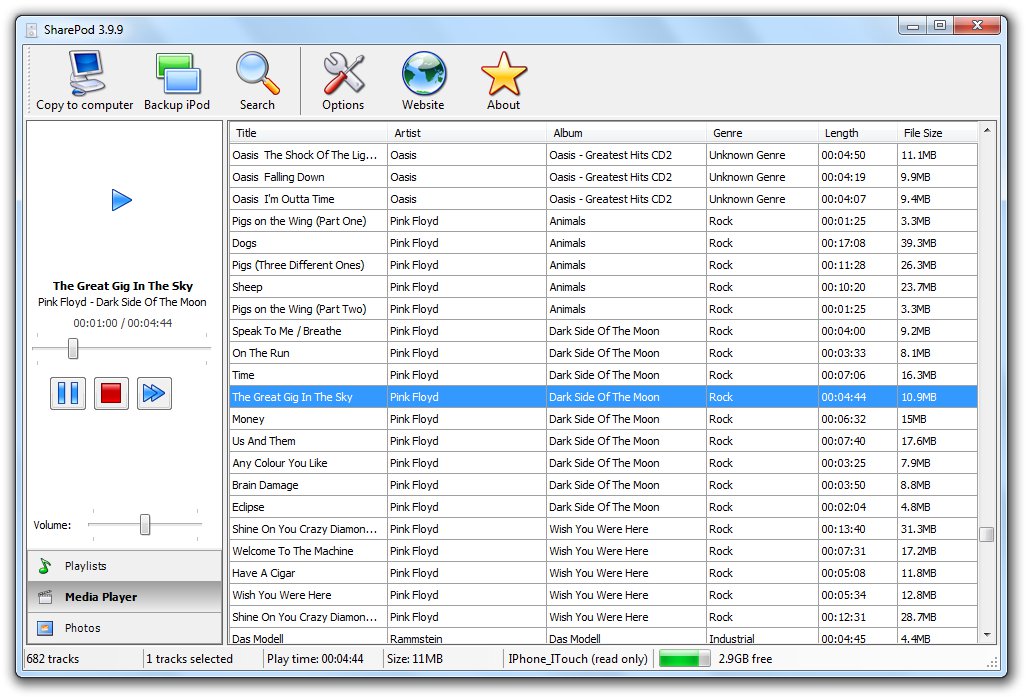 SharePod 3.9.9
Copy to computer Backup iPod Search Options Website About
The Great Gig In The Sky
Pink Floyd - Dark Side Of The Moon
00:01:00 / 00:04:44
Volume:
Playlists
Media Player
Photos
Title Artist Album Genre Length File Size
Oasis The Shock Of The Lig... Oasis Oasis - Greatest Hits CD2 Unknown Genre 00:04:50 11.1MB
Oasis Falling Down Oasis Oasis - Greatest Hits CD2 Unknown Genre 00:04:19 9.9MB
Oasis I'm Outta Time Oasis Oasis - Greatest Hits CD2 Unknown Genre 00:04:07 9.4MB
Pigs on the Wing (Part One) Pink Floyd Animals Rock 00:01:25 3.3MB
Dogs Pink Floyd Animals Rock 00:17:08 39.3MB
Pigs (Three Different Ones) Pink Floyd Animals Rock 00:11:28 26.3MB
Sheep Pink Floyd Animals Rock 00:10:20 23.7MB
Pigs on the Wing (Part Two) Pink Floyd Animals Rock 00:01:25 3.3MB
Speak To Me / Breathe Pink Floyd Dark Side Of The Moon Rock 00:04:00 9.2MB
On The Run Pink Floyd Dark Side Of The Moon Rock 00:03:33 8.1MB
Time Pink Floyd Dark Side Of The Moon Rock 00:07:06 16.3MB
The Great Gig In The Sky Pink Floyd Dark Side Of The Moon Rock 00:04:44 10.9MB
Money Pink Floyd Dark Side Of The Moon Rock 00:06:32 15MB
Us And Them Pink Floyd Dark Side Of The Moon Rock 00:07:40 17.6MB
Any Colour You Like Pink Floyd Dark Side Of The Moon Rock 00:03:25 7.9MB
Brain Damage Pink Floyd Dark Side Of The Moon Rock 00:03:50 8.8MB
Eclipse Pink Floyd Dark Side Of The Moon Rock 00:02:04 4.8MB
Shine On You Crazy Diamon... Pink Floyd Wish You Were Here Rock 00:13:40 31.3MB
Welcome To The Machine Pink Floyd Wish You Were Here Rock 00:07:31 17.2MB
Have A Cigar Pink Floyd Wish You Were Here Rock 00:05:08 11.8MB
Wish You Were Here Pink Floyd Wish You Were Here Rock 00:05:34 12.8MB
Shine On You Crazy Diamon... Pink Floyd Wish You Were Here Rock 00:12:31 28.7MB
Das Modell Rammstein Das Modell Industrial 00:04:45 4.4MB
682 tracks 1 tracks selected Play time: 00:04:44 Size: 11MB IPhone_ITouch (read only) 2.9GB free